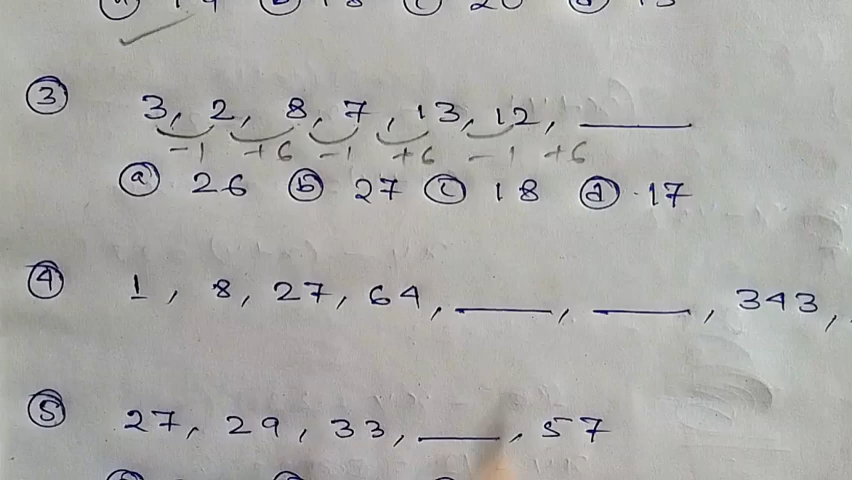 ③ 3, 2, 8, 7, 13, 12, ____
-1 +6 -1 +6 -1 +6
ⓐ 26 ⓑ 27 ⓒ 18 ⓓ 17
④ 1, 8, 27, 64, ____, ____, 343,
⑤ 27, 29, 33, ____, 57